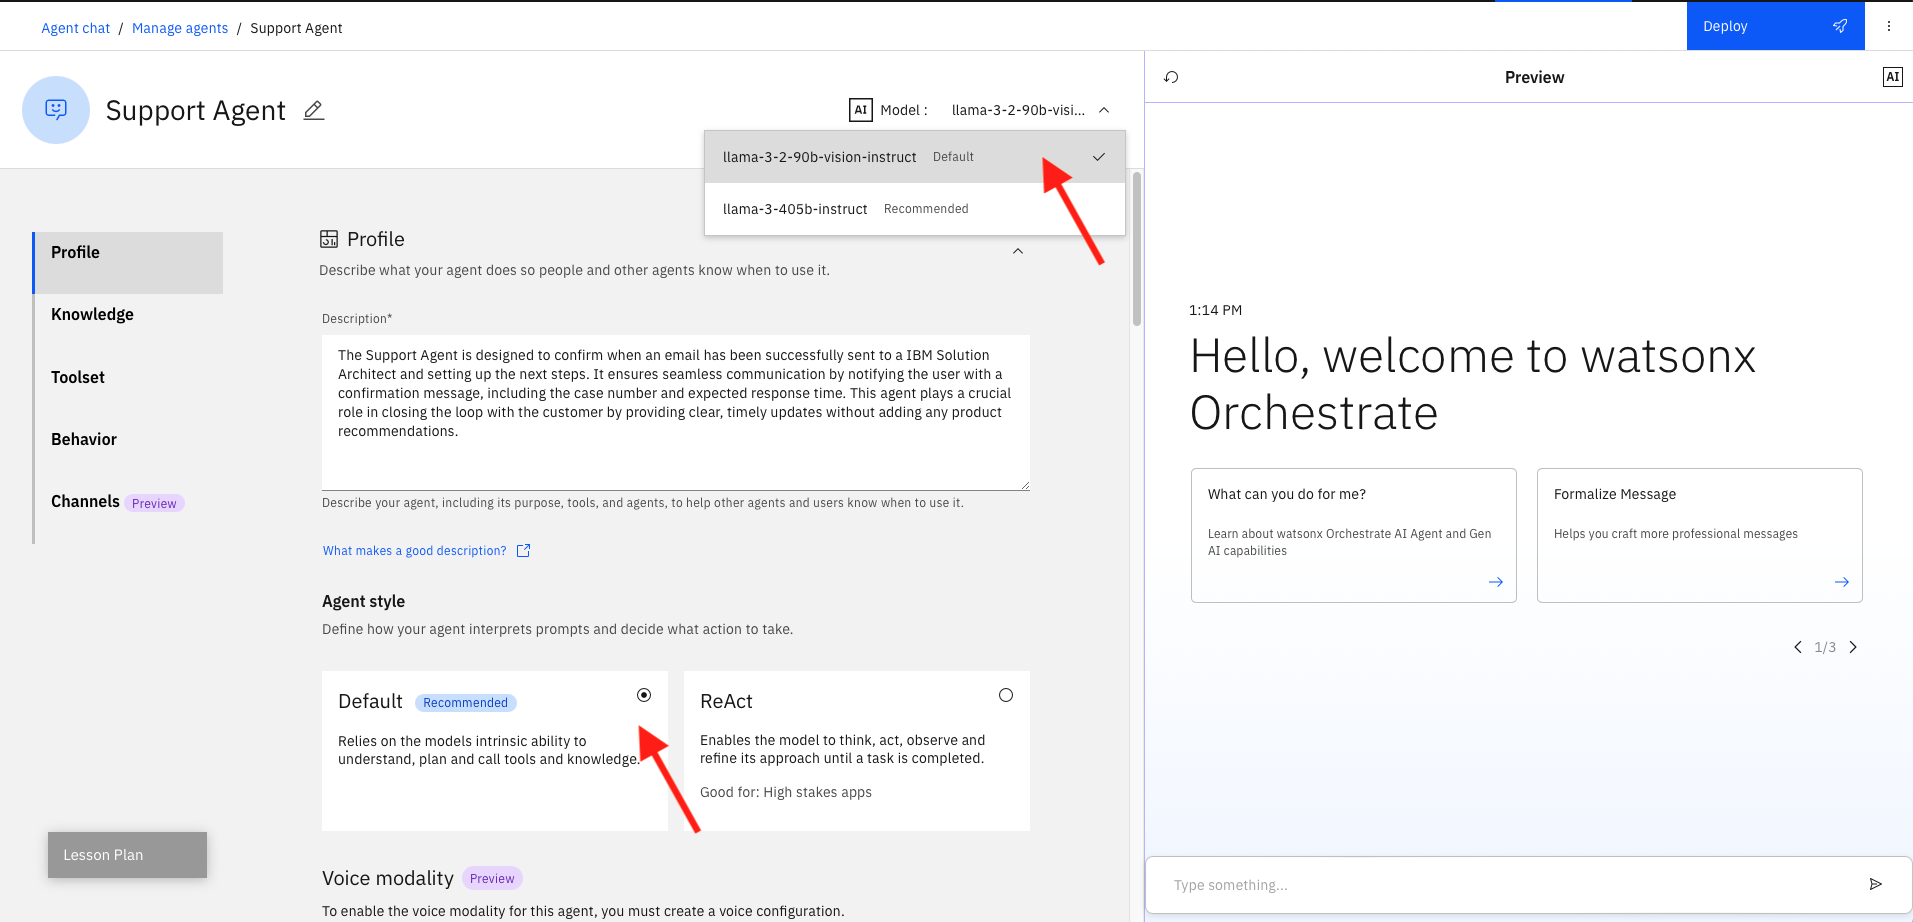 Agent chat / Manage agents / Support Agent
Deploy
Support Agent
AI Model : llama-3-2-90b-visi...
llama-3-2-90b-vision-instruct Default
llama-3-405b-instruct Recommended
Profile
Knowledge
Toolset
Behavior
Channels Preview
Lesson Plan
Profile
Describe what your agent does so people and other agents know when to use it.
Description*
The Support Agent is designed to confirm when an email has been successfully sent to a IBM Solution
Architect and setting up the next steps. It ensures seamless communication by notifying the user with a
confirmation message, including the case number and expected response time. This agent plays a crucial
role in closing the loop with the customer by providing clear, timely updates without adding any product
recommendations.
Describe your agent, including its purpose, tools, and agents, to help other agents and users know when to use it.
What makes a good description?
Agent style
Define how your agent interprets prompts and decide what action to take.
Default Recommended
Relies on the models intrinsic ability to
understand, plan and call tools and knowledge.
ReAct
Enables the model to think, act, observe and
refine its approach until a task is completed.
Good for: High stakes apps
Voice modality Preview
To enable the voice modality for this agent, you must create a voice configuration.
Preview
AI
1:14 PM
Hello, welcome to watsonx
Orchestrate
What can you do for me?
Learn about watsonx Orchestrate AI Agent and Gen
AI capabilities
Formalize Message
Helps you craft more professional messages
1/3
Type something...